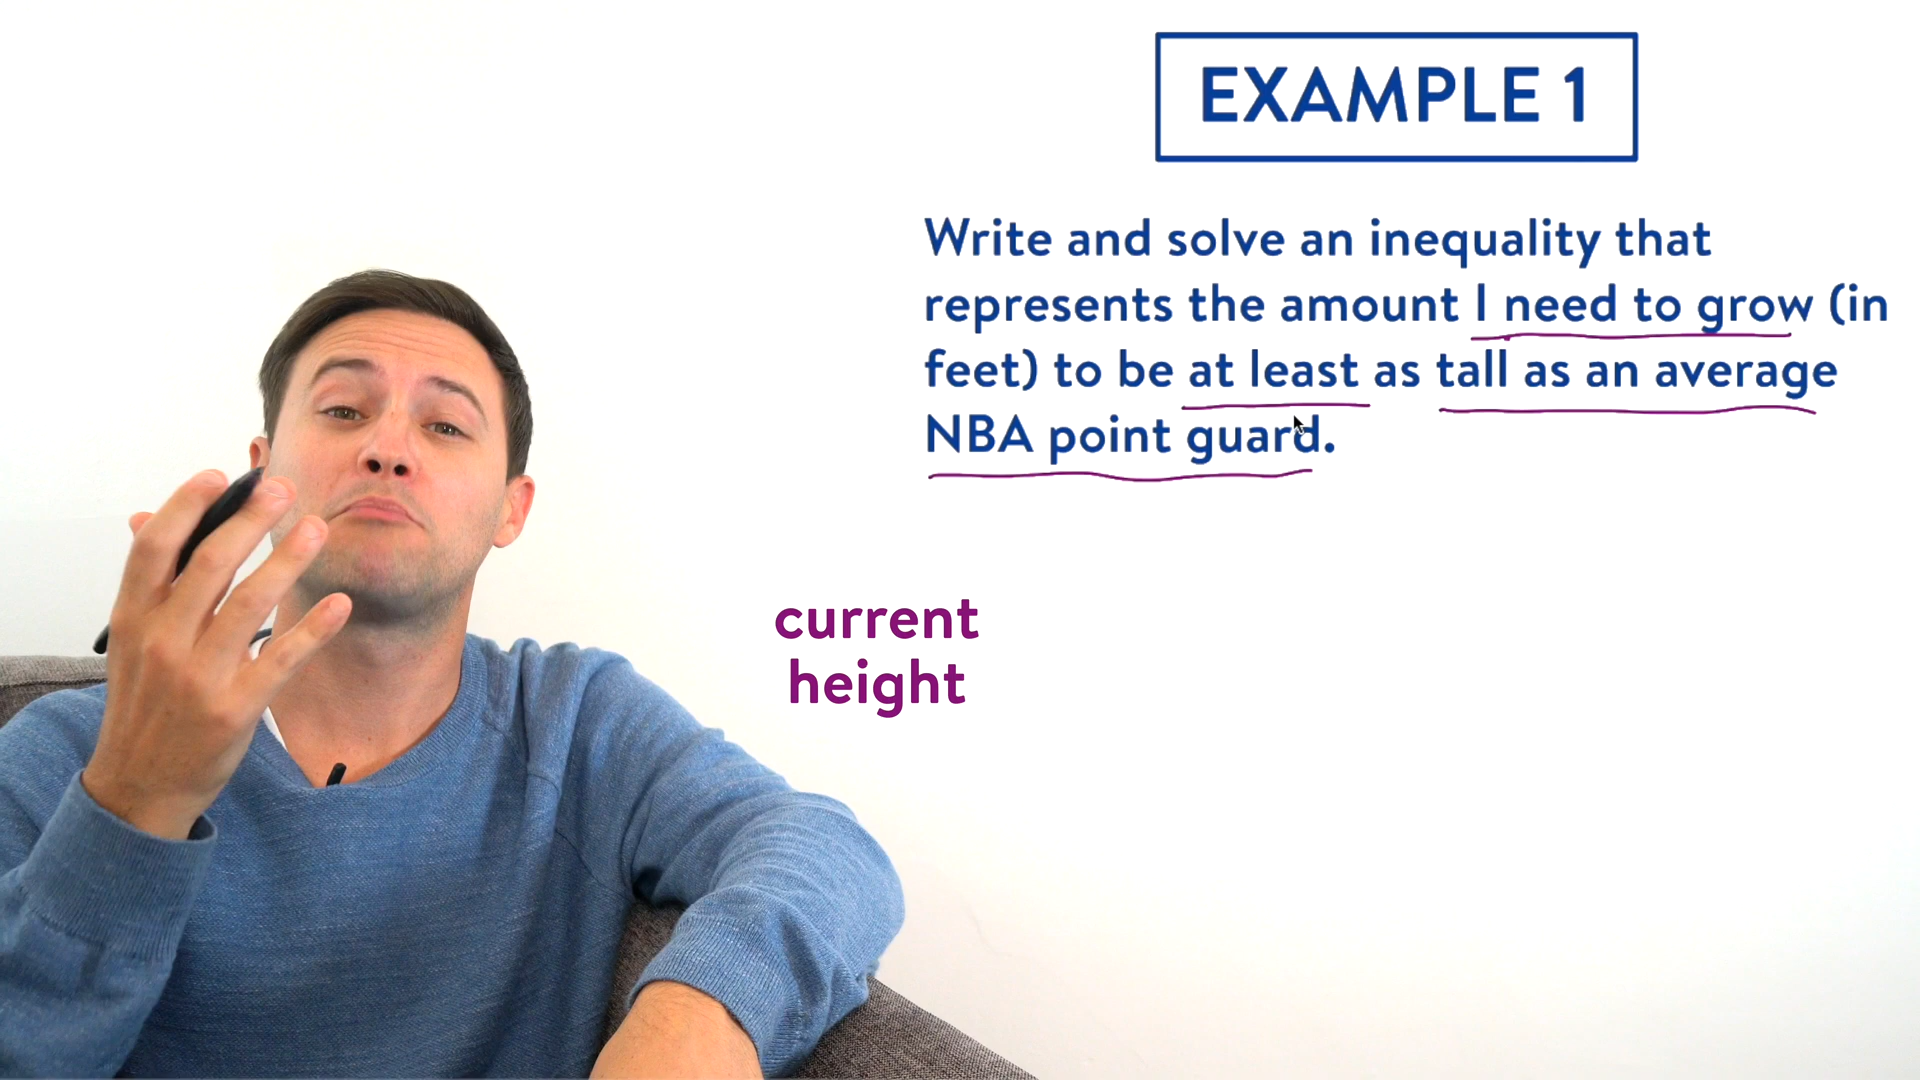 EXAMPLE 1
Write and solve an inequality that
represents the amount I need to grow (in
feet) to be at least as tall as an average
NBA point guard.
current
height